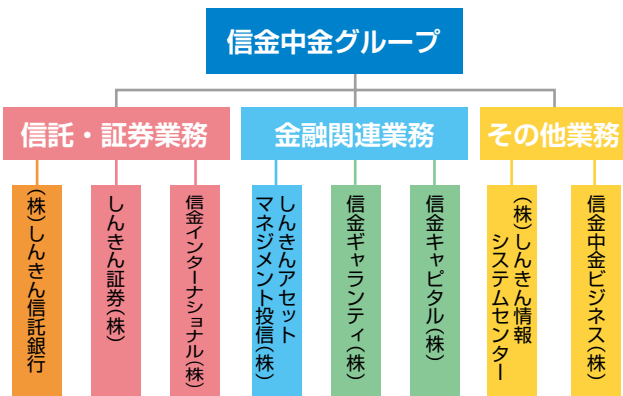 信金中金グループ
信託・証券業務
金融関連業務
その他業務
(株)しんきん信託銀行
しんきん証券(株)
信金インターナショナル(株)
しんきんアセット
マネジメント投信(株)
信金ギャランティ(株)
信金キャピタル(株)
(株)しんきん情報
システムセンター
信金中金ビジネス(株)